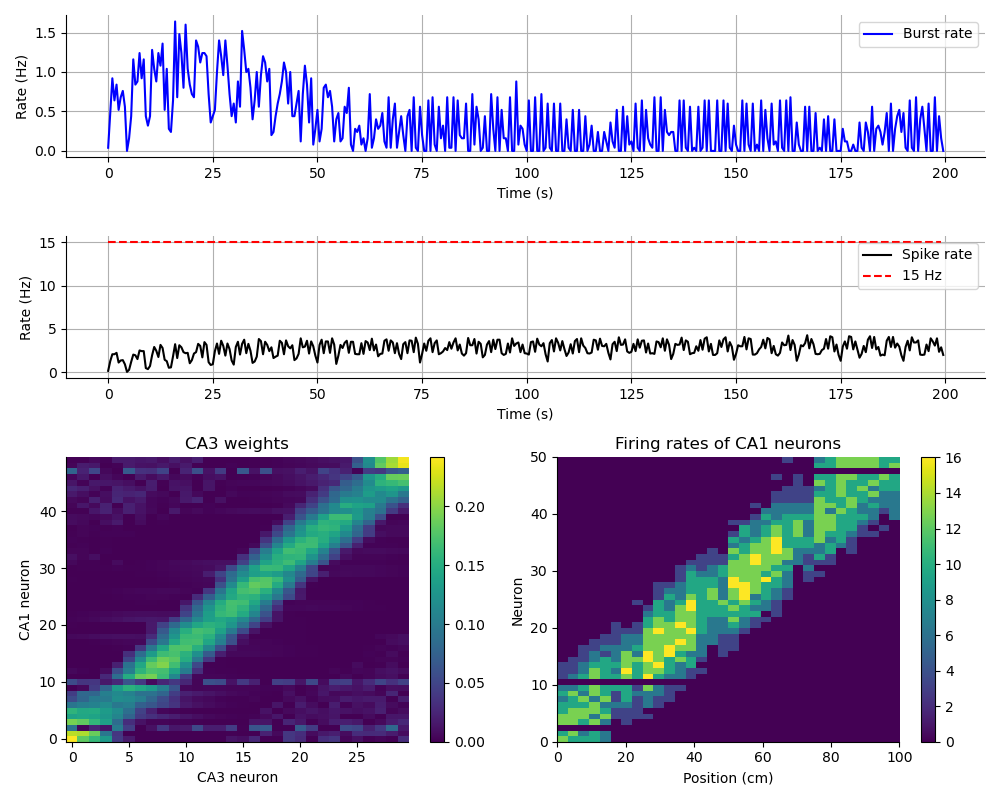 1.5
1.0
0.5
0.0
Rate (Hz)
Burst rate
0 25 50 75 100 125 150 175 200
Time (s)
15
10
5
0
Rate (Hz)
Spike rate
15 Hz
0 25 50 75 100 125 150 175 200
Time (s)
CA3 weights
40
30
20
10
0
CA1 neuron
0 5 10 15 20 25
CA3 neuron
0.20
0.15
0.10
0.05
0.00
Firing rates of CA1 neurons
50
40
30
20
10
0
Neuron
0 20 40 60 80 100
Position (cm)
16
14
12
10
8
6
4
2
0